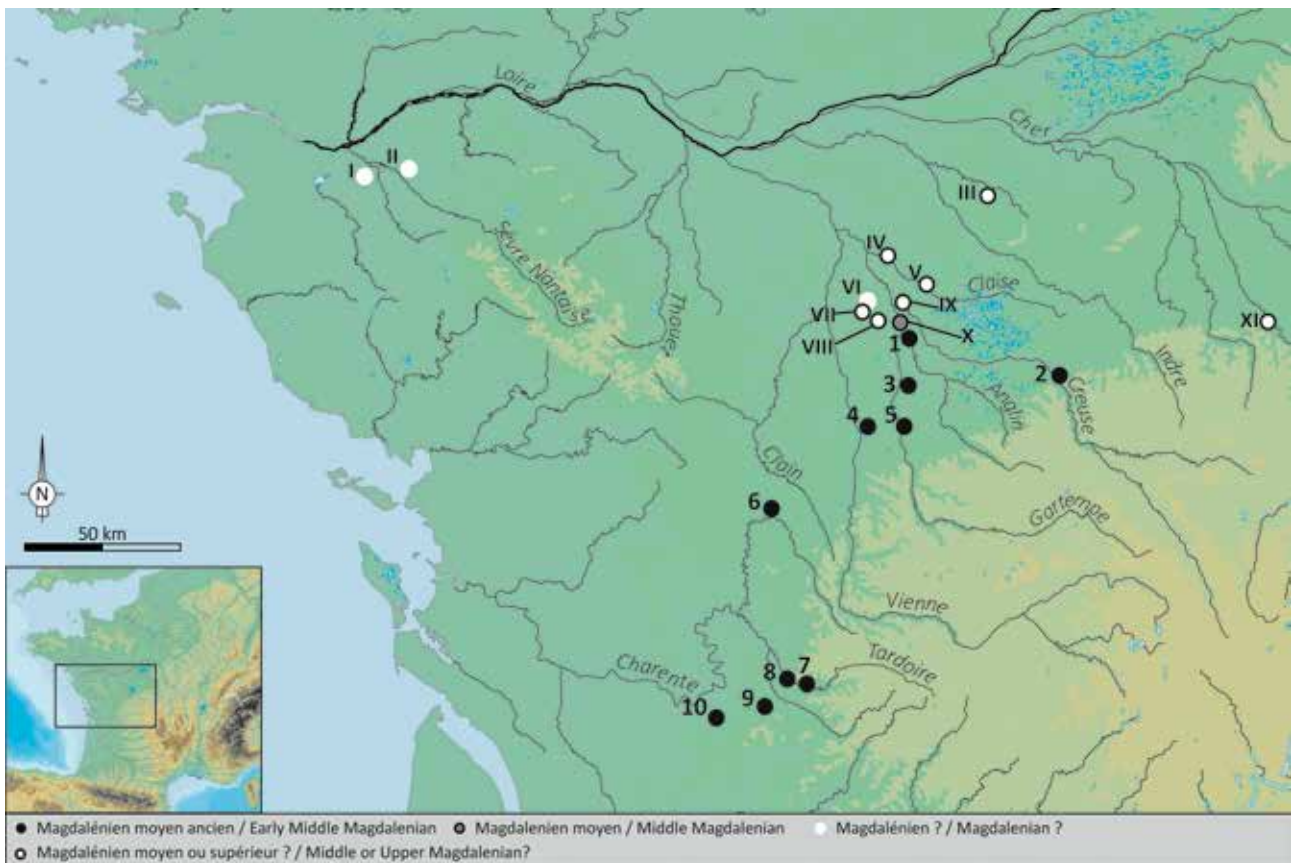 Loire
Cher
I
II
III
Sèvre Nantaise
Thouet
IV
V
VI
Claise
VII
IX
VIII
X
XI
1
2
3
Anglin
Creuse
Indre
4
5
Clain
N
50 km
6
Gartempe
Vienne
Tardoire
Charente
8
7
9
10
Magdalénien moyen ancien / Early Middle Magdalenian Magdalenien moyen / Middle Magdalenian Magdalénien ? / Magdalenian ?
Magdalénien moyen ou supérieur ? / Middle or Upper Magdalenian?